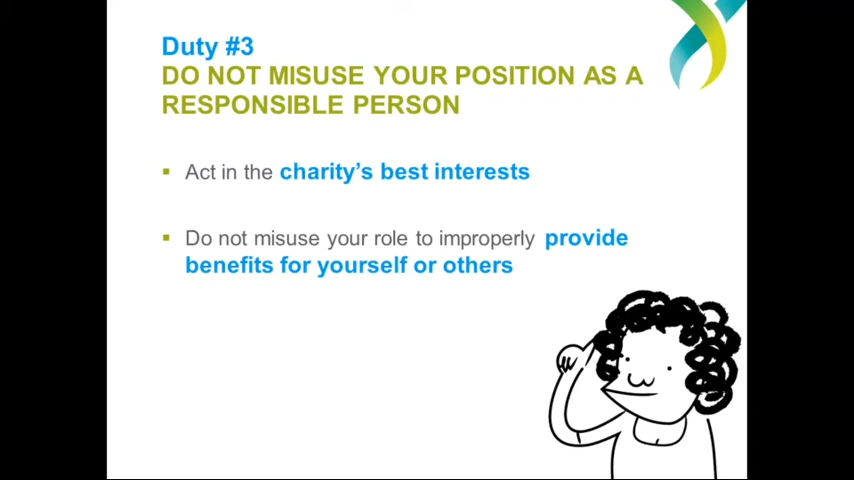 Duty #3
DO NOT MISUSE YOUR POSITION AS A
RESPONSIBLE PERSON
▪ Act in the charity’s best interests
▪ Do not misuse your role to improperly provide
benefits for yourself or others